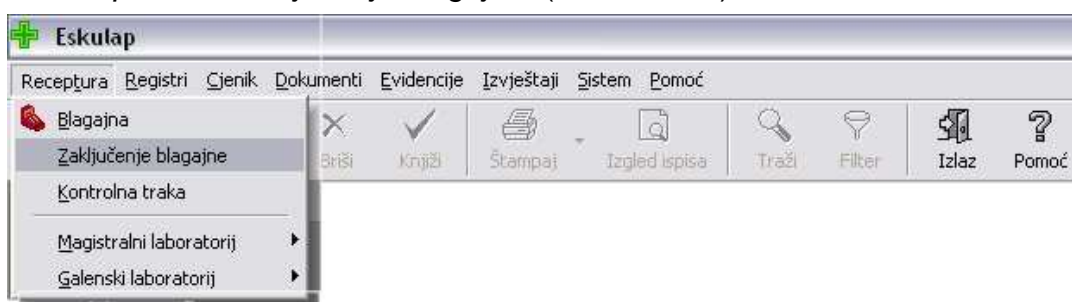 Eskulap
Receptura Registri Cjenik Dokumenti Evidencije Izvještaji Sistem Pomoć
Blagajna
Zaključenje blagajne
Kontrolna traka
Magistralni laboratorij
Galenski laboratorij
Briši Knjiži Štampaj Izgled ispisa Traži Filter Izlaz Pomoć